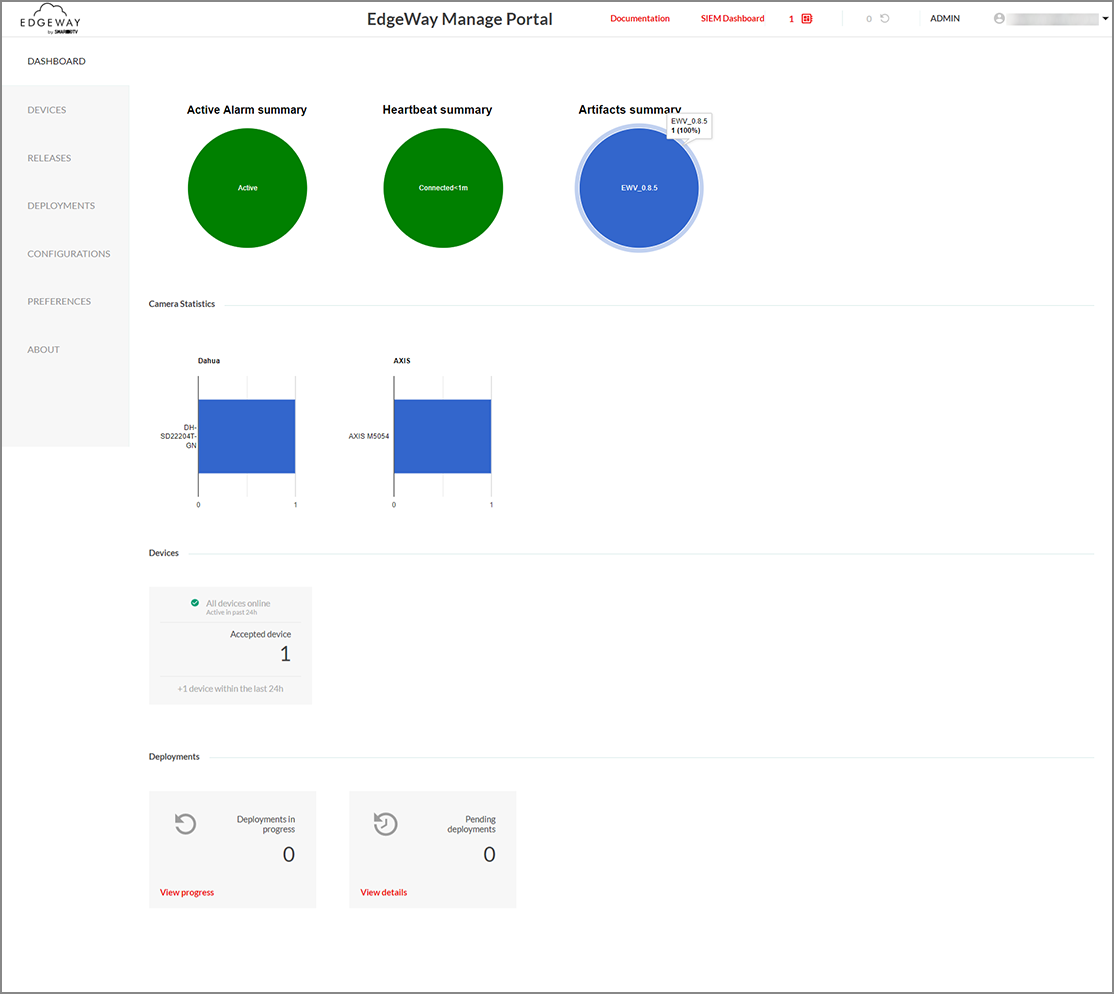 EDGEWAY
by SMARDTV
EdgeWay Manage Portal
Documentation
SIEM Dashboard
1
0
ADMIN
DASHBOARD
DEVICES
RELEASES
DEPLOYMENTS
CONFIGURATIONS
PREFERENCES
ABOUT
Active Alarm summary
Active
Heartbeat summary
Connected<1m
Artifacts summary
EWV_0.8.5
1 (100%)
EWV_0.8.5
Camera Statistics
Dahua
DH-
SD22204T-
GN
0 1
AXIS
AXIS M5054
0 1
Devices
All devices online
Active in past 24h
Accepted device
1
+1 device within the last 24h
Deployments
Deployments in
progress
0
View progress
Pending
deployments
0
View details